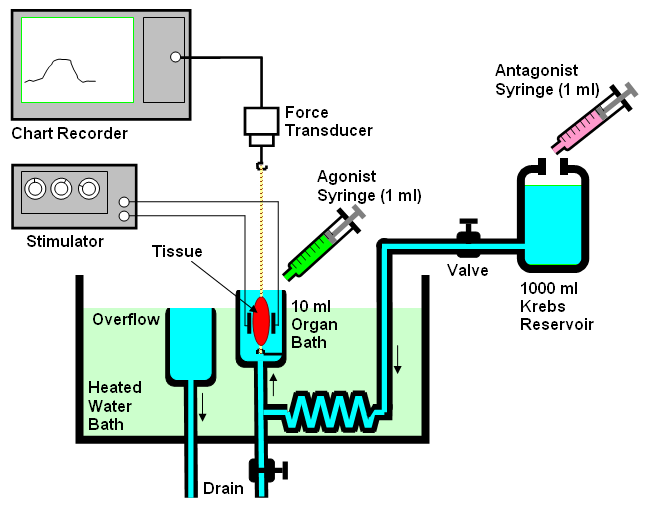 Antagonist
Syringe (1 ml)
Force
Transducer
Chart Recorder
Agonist
Syringe (1 ml)
Stimulator
Tissue
Valve
1000 ml
Krebs
Reservoir
Overflow
10 ml
Organ
Bath
Heated
Water
Bath
Drain